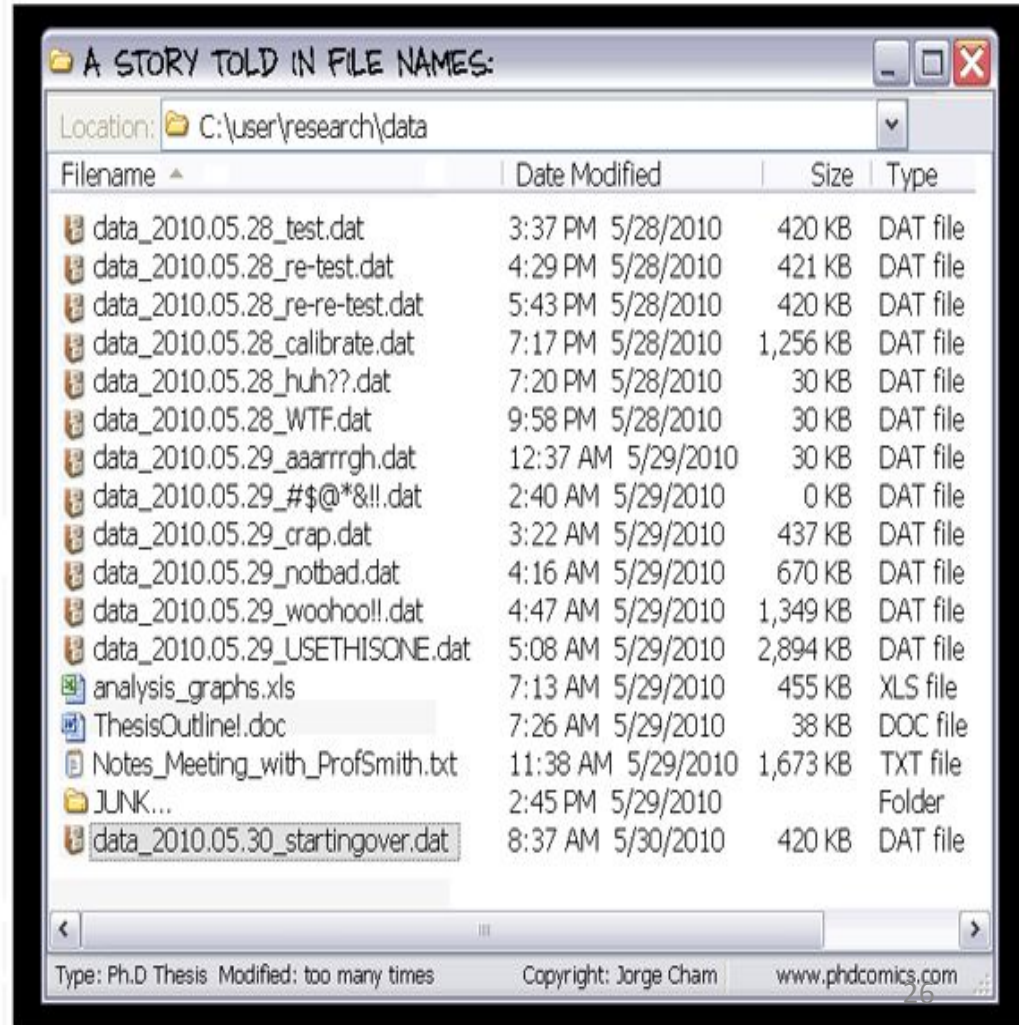 A STORY TOLD IN FILE NAMES:
Location: C:\user\research\data
Filename Date Modified Size Type
data_2010.05.28_test.dat 3:37 PM 5/28/2010 420 KB DAT file
data_2010.05.28_re-test.dat 4:29 PM 5/28/2010 421 KB DAT file
data_2010.05.28_re-re-test.dat 5:43 PM 5/28/2010 420 KB DAT file
data_2010.05.28_calibrate.dat 7:17 PM 5/28/2010 1,256 KB DAT file
data_2010.05.28_huh??.dat 7:20 PM 5/28/2010 30 KB DAT file
data_2010.05.28_WTF.dat 9:58 PM 5/28/2010 30 KB DAT file
data_2010.05.29_aaarrrgh.dat 12:37 AM 5/29/2010 30 KB DAT file
data_2010.05.29_#$@*&!!.dat 2:40 AM 5/29/2010 0 KB DAT file
data_2010.05.29_crap.dat 3:22 AM 5/29/2010 437 KB DAT file
data_2010.05.29_notbad.dat 4:16 AM 5/29/2010 670 KB DAT file
data_2010.05.29_woohoo!!.dat 4:47 AM 5/29/2010 1,349 KB DAT file
data_2010.05.29_USETHISONE.dat 5:08 AM 5/29/2010 2,894 KB DAT file
analysis_graphs.xls 7:13 AM 5/29/2010 455 KB XLS file
ThesisOutline!.doc 7:26 AM 5/29/2010 38 KB DOC file
Notes_Meeting_with_ProfSmith.txt 11:38 AM 5/29/2010 1,673 KB TXT file
JUNK... 2:45 PM 5/29/2010 Folder
data_2010.05.30_startingover.dat 8:37 AM 5/30/2010 420 KB DAT file
Type: Ph.D Thesis Modified: too many times Copyright: Jorge Cham www.phdcomics.com
26